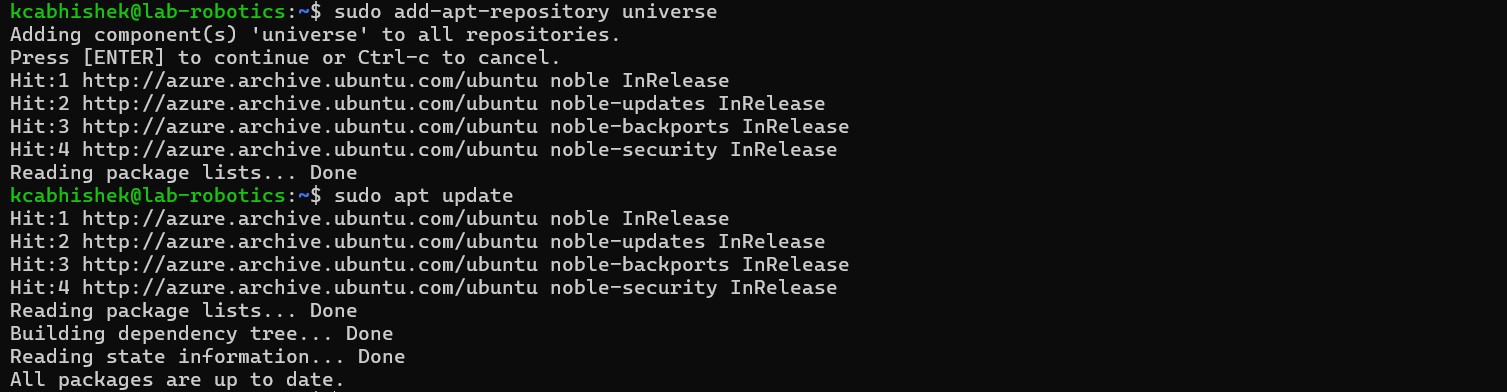 kcabhishek@lab-robotics:~$ sudo add-apt-repository universe
Adding component(s) 'universe' to all repositories.
Press [ENTER] to continue or Ctrl-c to cancel.
Hit:1 http://azure.archive.ubuntu.com/ubuntu noble InRelease
Hit:2 http://azure.archive.ubuntu.com/ubuntu noble-updates InRelease
Hit:3 http://azure.archive.ubuntu.com/ubuntu noble-backports InRelease
Hit:4 http://azure.archive.ubuntu.com/ubuntu noble-security InRelease
Reading package lists... Done
kcabhishek@lab-robotics:~$ sudo apt update
Hit:1 http://azure.archive.ubuntu.com/ubuntu noble InRelease
Hit:2 http://azure.archive.ubuntu.com/ubuntu noble-updates InRelease
Hit:3 http://azure.archive.ubuntu.com/ubuntu noble-backports InRelease
Hit:4 http://azure.archive.ubuntu.com/ubuntu noble-security InRelease
Reading package lists... Done
Building dependency tree... Done
Reading state information... Done
All packages are up to date.